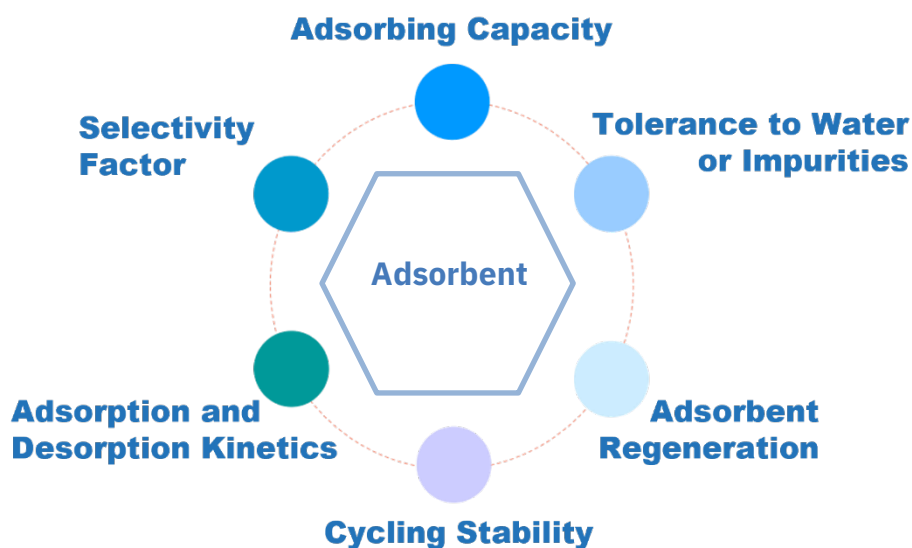 Adsorbing Capacity
Selectivity
Factor
Tolerance to Water
or Impurities
Adsorbent
Adsorption and
Desorption Kinetics
Adsorbent
Regeneration
Cycling Stability